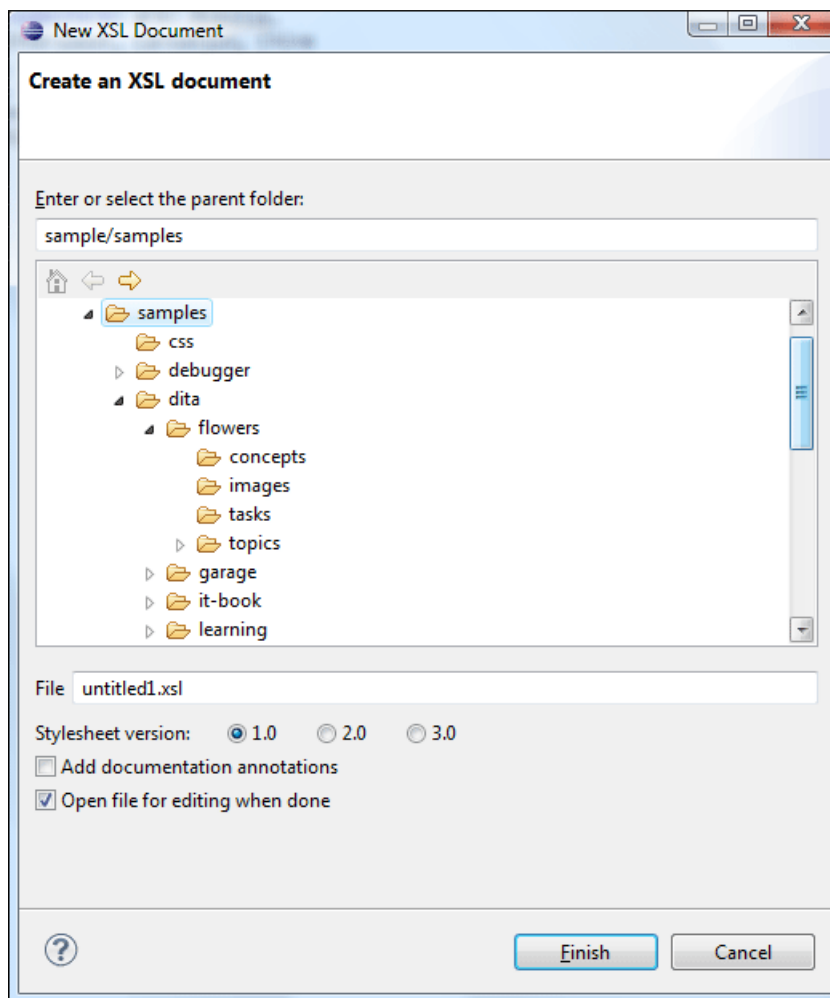 New XSL Document
Create an XSL document
Enter or select the parent folder:
sample/samples
samples
css
debugger
dita
flowers
concepts
images
tasks
topics
garage
it-book
learning
File untitled1.xsl
Stylesheet version: 1.0 2.0 3.0
Add documentation annotations
Open file for editing when done
? Finish Cancel